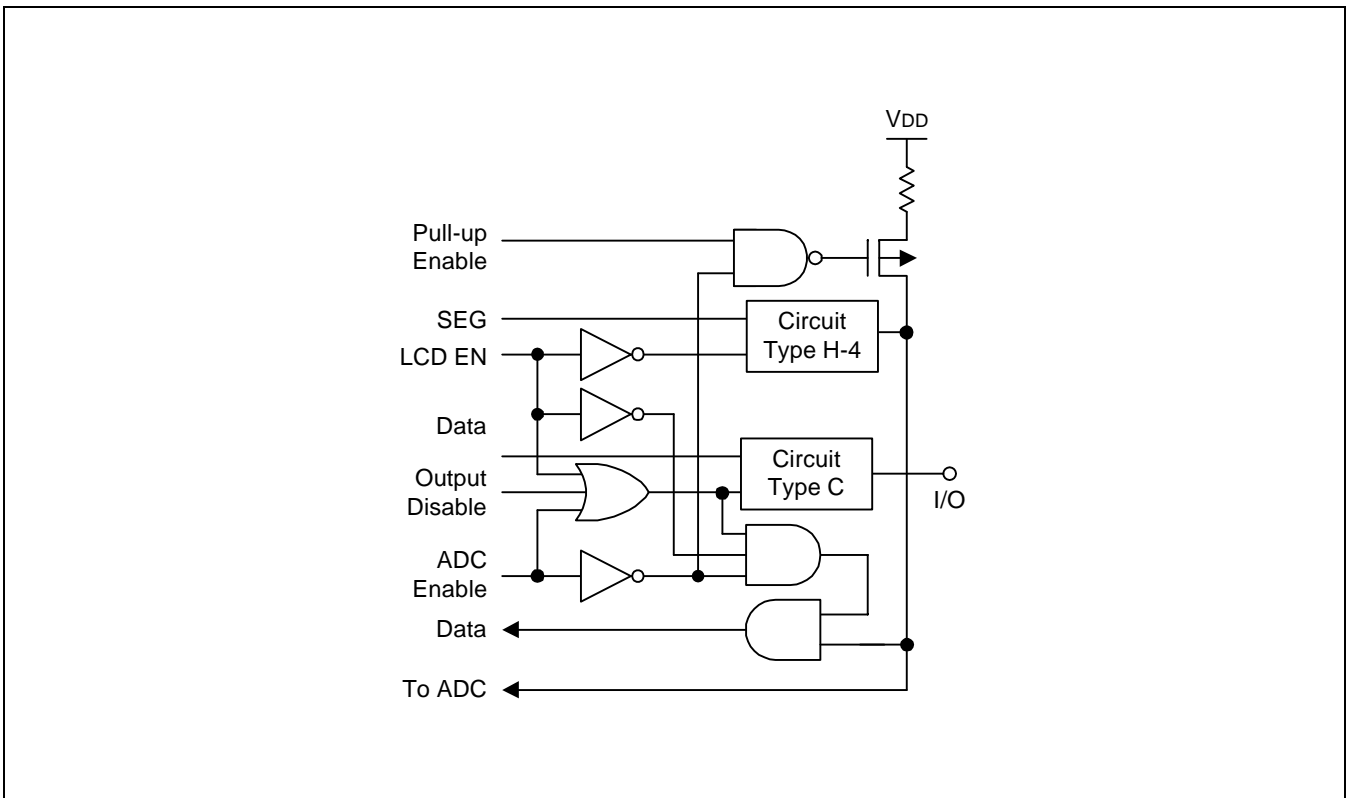 VDD
Pull-up
Enable
SEG
LCD EN
Circuit
Type H-4
Data
Circuit
Type C
Output
Disable
I/O
ADC
Enable
Data
To ADC